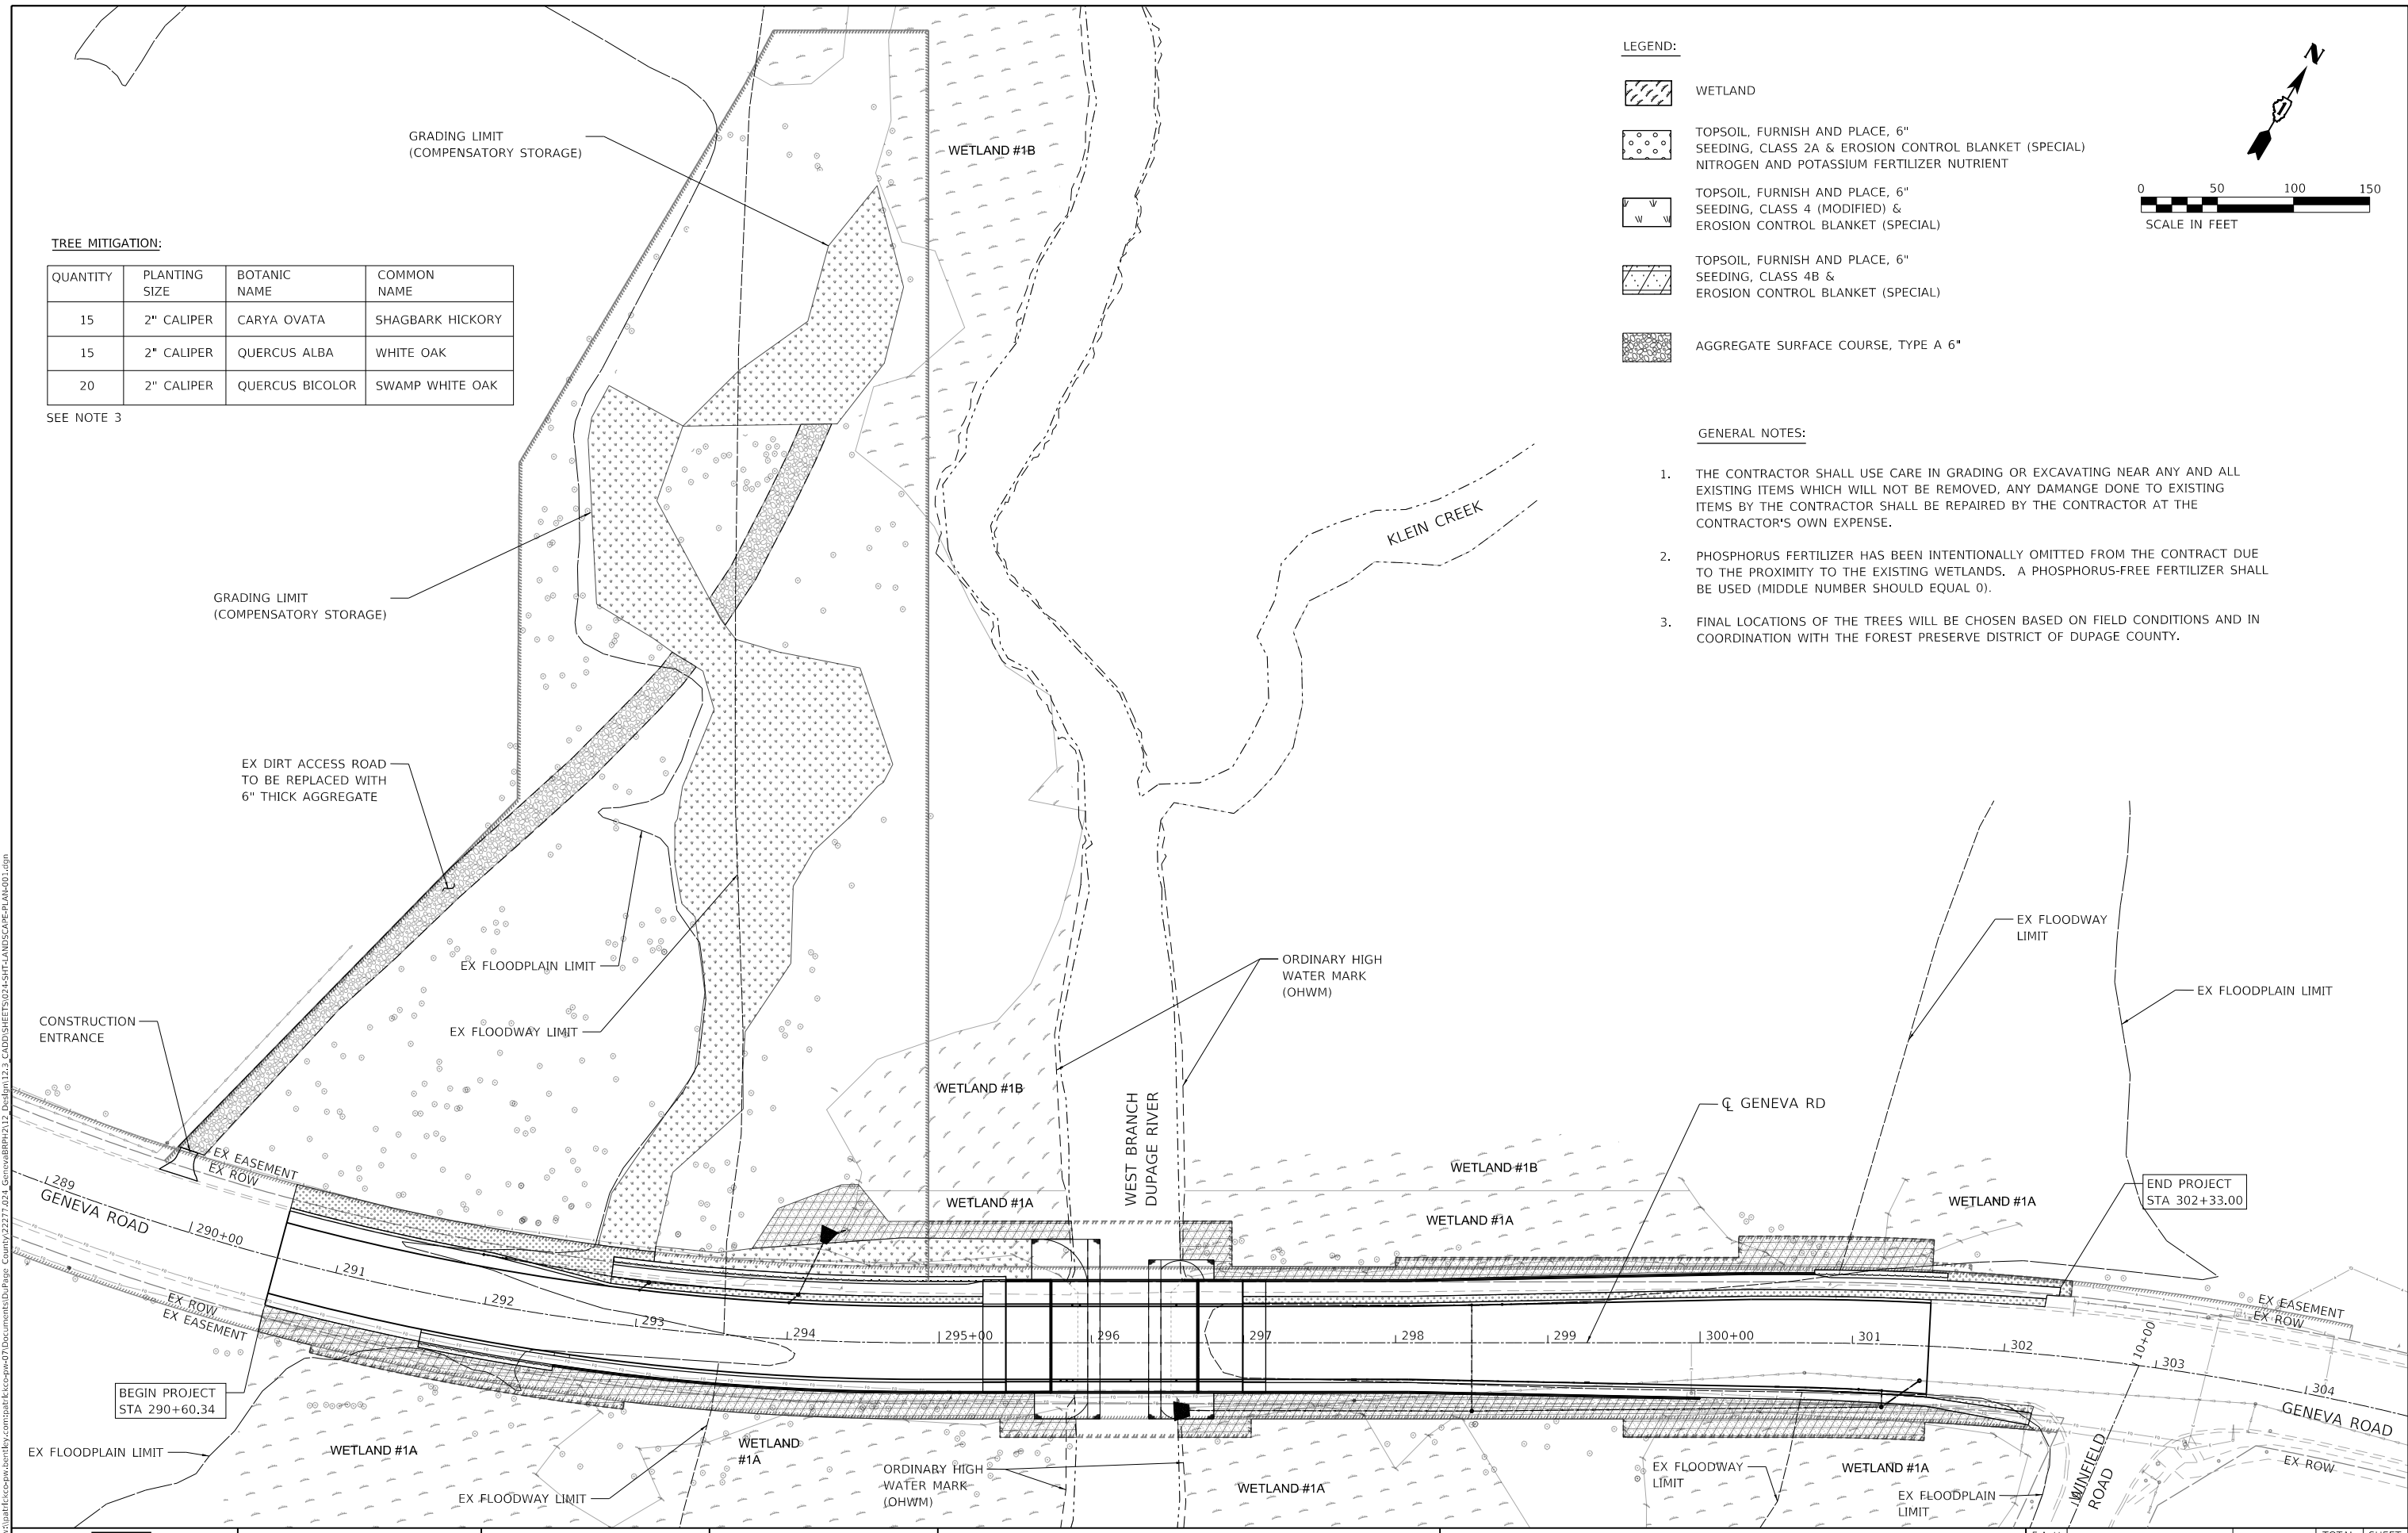 LEGEND:
WETLAND
TOPSOIL, FURNISH AND PLACE, 6"
SEEDING, CLASS 2A & EROSION CONTROL BLANKET (SPECIAL)
NITROGEN AND POTASSIUM FERTILIZER NUTRIENT
TOPSOIL, FURNISH AND PLACE, 6"
SEEDING, CLASS 4 (MODIFIED) &
EROSION CONTROL BLANKET (SPECIAL)
TOPSOIL, FURNISH AND PLACE, 6"
SEEDING, CLASS 4B &
EROSION CONTROL BLANKET (SPECIAL)
AGGREGATE SURFACE COURSE, TYPE A 6"
N
0 50 100 150
SCALE IN FEET
GENERAL NOTES:
1. THE CONTRACTOR SHALL USE CARE IN GRADING OR EXCAVATING NEAR ANY AND ALL
EXISTING ITEMS WHICH WILL NOT BE REMOVED, ANY DAMANGE DONE TO EXISTING
ITEMS BY THE CONTRACTOR SHALL BE REPAIRED BY THE CONTRACTOR AT THE
CONTRACTOR'S OWN EXPENSE.
2. PHOSPHORUS FERTILIZER HAS BEEN INTENTIONALLY OMITTED FROM THE CONTRACT DUE
TO THE PROXIMITY TO THE EXISTING WETLANDS. A PHOSPHORUS-FREE FERTILIZER SHALL
BE USED (MIDDLE NUMBER SHOULD EQUAL 0).
3. FINAL LOCATIONS OF THE TREES WILL BE CHOSEN BASED ON FIELD CONDITIONS AND IN
COORDINATION WITH THE FOREST PRESERVE DISTRICT OF DUPAGE COUNTY.
GRADING LIMIT
(COMPENSATORY STORAGE)
WETLAND #1B
TREE MITIGATION:
QUANTITY PLANTING SIZE BOTANIC NAME COMMON NAME
15 2" CALIPER CARYA OVATA SHAGBARK HICKORY
15 2" CALIPER QUERCUS ALBA WHITE OAK
20 2" CALIPER QUERCUS BICOLOR SWAMP WHITE OAK
SEE NOTE 3
KLEIN CREEK
GRADING LIMIT
(COMPENSATORY STORAGE)
EX DIRT ACCESS ROAD
TO BE REPLACED WITH
6" THICK AGGREGATE
EX FLOODPLAIN LIMIT
EX FLOODWAY LIMIT
CONSTRUCTION
ENTRANCE
ORDINARY HIGH
WATER MARK
(OHWM)
EX FLOODWAY
LIMIT
EX FLOODPLAIN LIMIT
WETLAND #1B
WEST BRANCH
DUPAGE RIVER
℄ GENEVA RD
WETLAND #1B
WETLAND #1A
WETLAND #1A
WETLAND #1A
END PROJECT
STA 302+33.00
EX EASEMENT
EX ROW
289
GENEVA ROAD
290+00
291
292
293
294
295+00
296
297
298
299
300+00
301
302
303
304
10+00
EX ROW
EX EASEMENT
EX EASEMENT
EX ROW
GENEVA ROAD
WINFIELD
ROAD
EX ROW
BEGIN PROJECT
STA 290+60.34
EX FLOODPLAIN LIMIT
WETLAND #1A
EX FLOODWAY LIMIT
WETLAND
#1A
ORDINARY HIGH
WATER MARK
(OHWM)
WETLAND #1A
EX FLOODWAY
LIMIT
WETLAND #1A
EX FLOODPLAIN
LIMIT